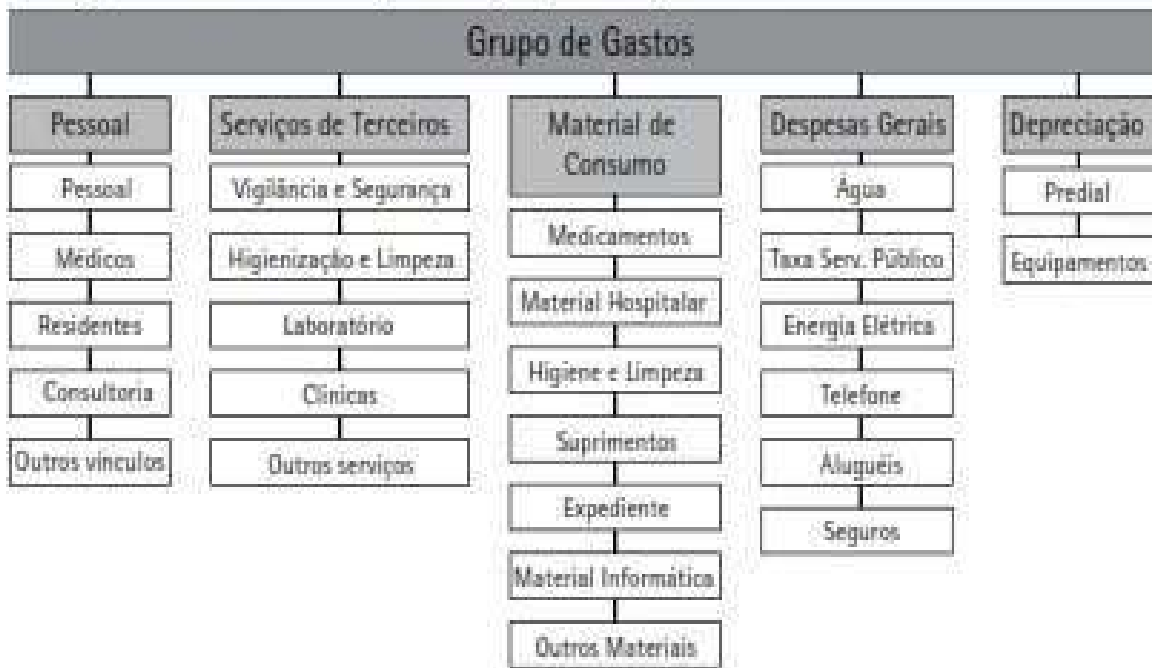 Grupo de Gastos
Pessoal
Pessoal
Médicos
Residentes
Consultoria
Outros vínculos
Serviços de Terceiros
Vigilância e Segurança
Higienização e Limpeza
Laboratório
Clínicas
Outros serviços
Material de
Consumo
Medicamentos
Material Hospitalar
Higiene e Limpeza
Suprimentos
Expediente
Material Informática
Outros Materiais
Despesas Gerais
Água
Taxa Serv. Público
Energia Elétrica
Telefone
Aluguéis
Seguros
Depreciação
Predial
Equipamentos